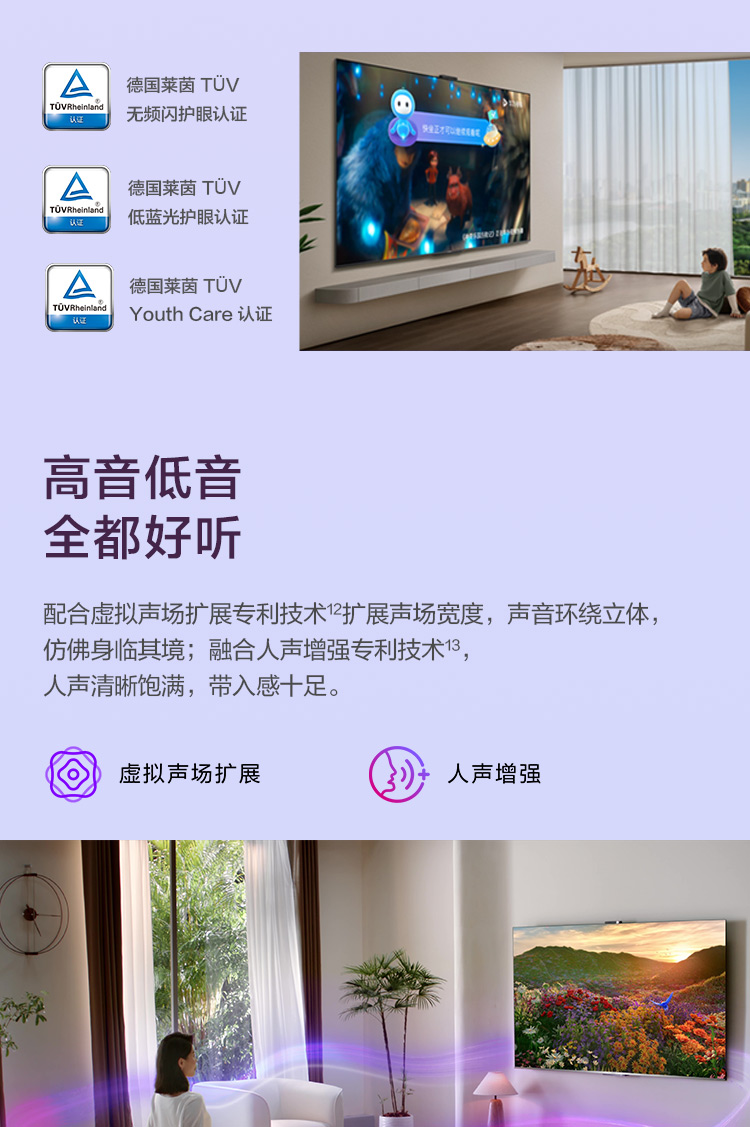 TÜVRheinland®
认证
德国莱茵 TÜV
无频闪护眼认证
TÜVRheinland®
认证
德国莱茵 TÜV
低蓝光护眼认证
TÜVRheinland®
认证
德国莱茵 TÜV
Youth Care 认证
高音低音
全都好听
配合虚拟声场扩展专利技术12扩展声场宽度，声音环绕立体，
仿佛身临其境；融合人声增强专利技术13，
人声清晰饱满，带入感十足。
虚拟声场扩展
人声增强